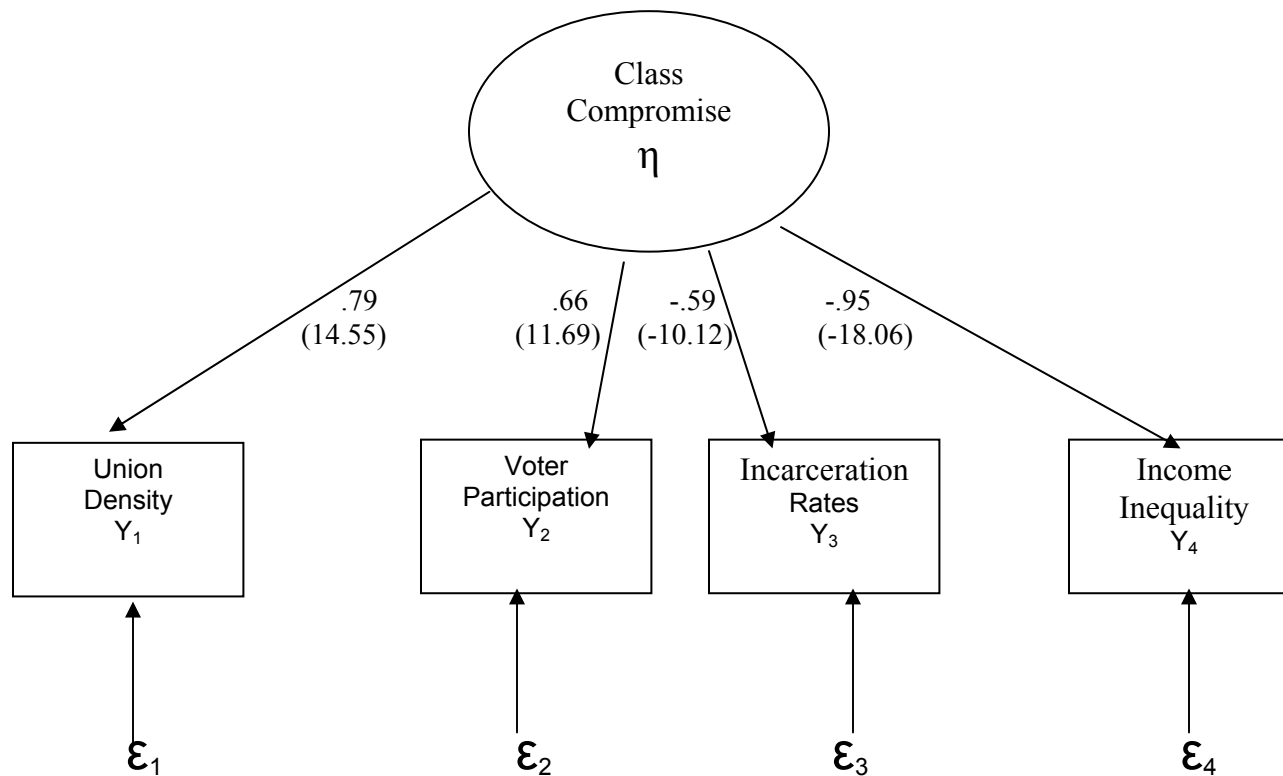 Class
Compromise
η
.79
(14.55)
.66
(11.69)
-.59
(-10.12)
-.95
(-18.06)
Union
Density
Y₁
Voter
Participation
Y₂
Incarceration
Rates
Y₃
Income
Inequality
Y₄
ε₁
ε₂
ε₃
ε₄